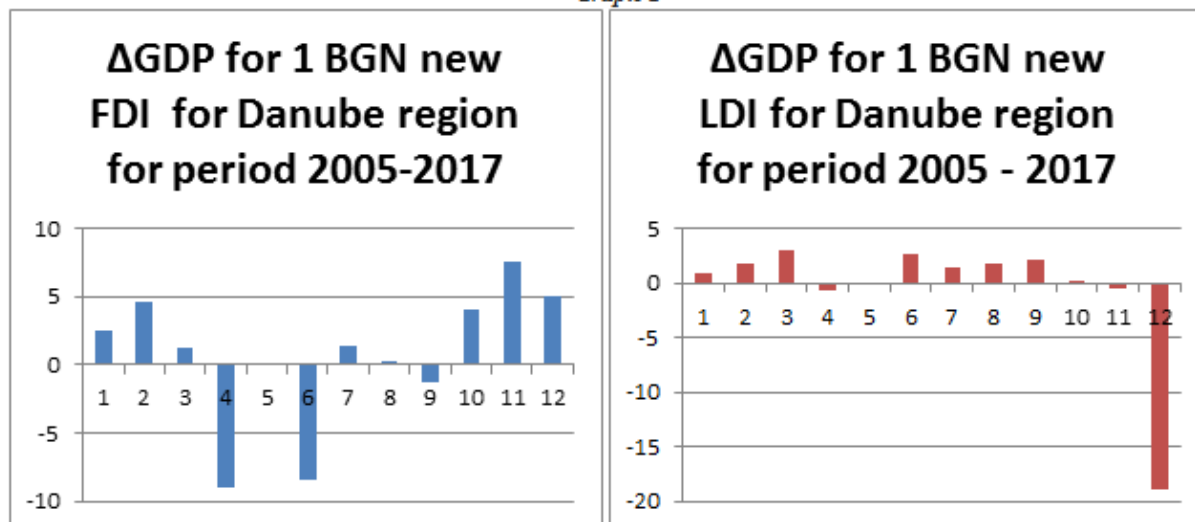 ΔGDP for 1 BGN new
FDI for Danube region
for period 2005-2017
10
5
0
-5
-10
1 2 3 4 5 6 7 8 9 10 11 12
ΔGDP for 1 BGN new
LDI for Danube region
for period 2005 - 2017
5
0
-5
-10
-15
-20
1 2 3 4 5 6 7 8 9 10 11 12